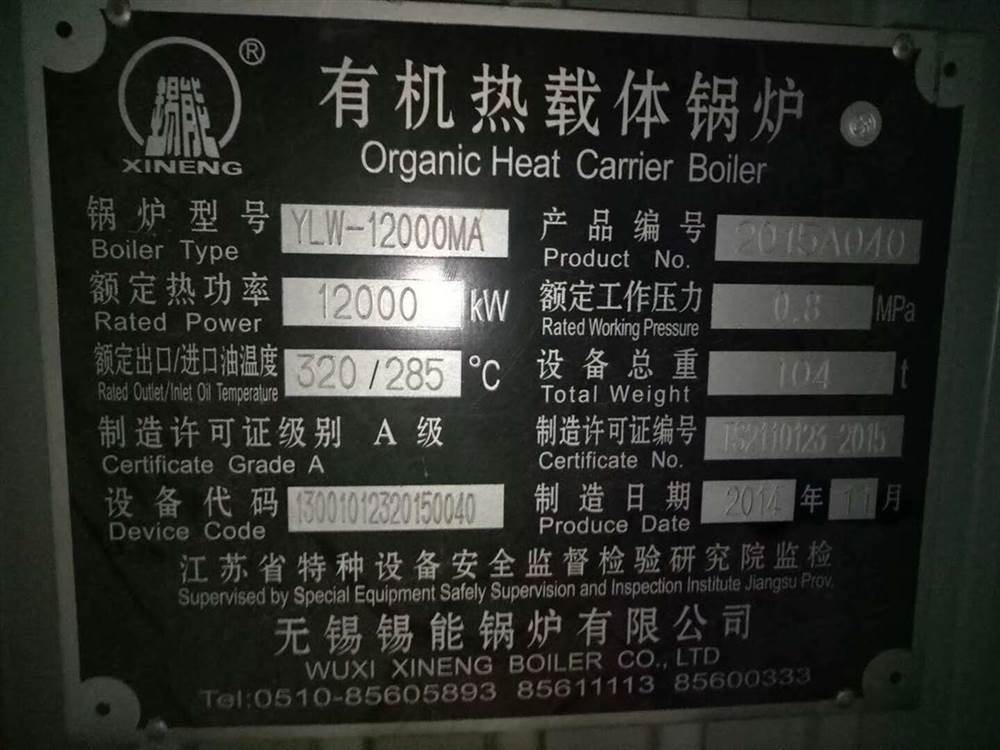 錫能 ®
XINENG
有机热载体锅炉
Organic Heat Carrier Boiler
锅炉型号 YLW-12000MA 产品编号 2015A040
Boiler Type Product No.
额定热功率 12000 kW 额定工作压力 0.8 MPa
Rated Power Rated Working Pressure
额定出口/进口油温度 320/285 °C 设备总重 104 t
Rated Outlet/Inlet Oil Temperature Total Weight
制造许可证级别 A 级 制造许可证编号 TS2110123-2015
Certificate Grade A Certificate No.
设备代码 13001012320150040 制造日期 2014 年 11 月
Device Code Produce Date
江苏省特种设备安全监督检验研究院监检
Supervised by Special Equipment Safely Supervision and Inspection Institute Jiangsu Prov.
无锡锡能锅炉有限公司
WUXI XINENG BOILER CO., LTD
Tel:0510-85605893 85611113 85600333